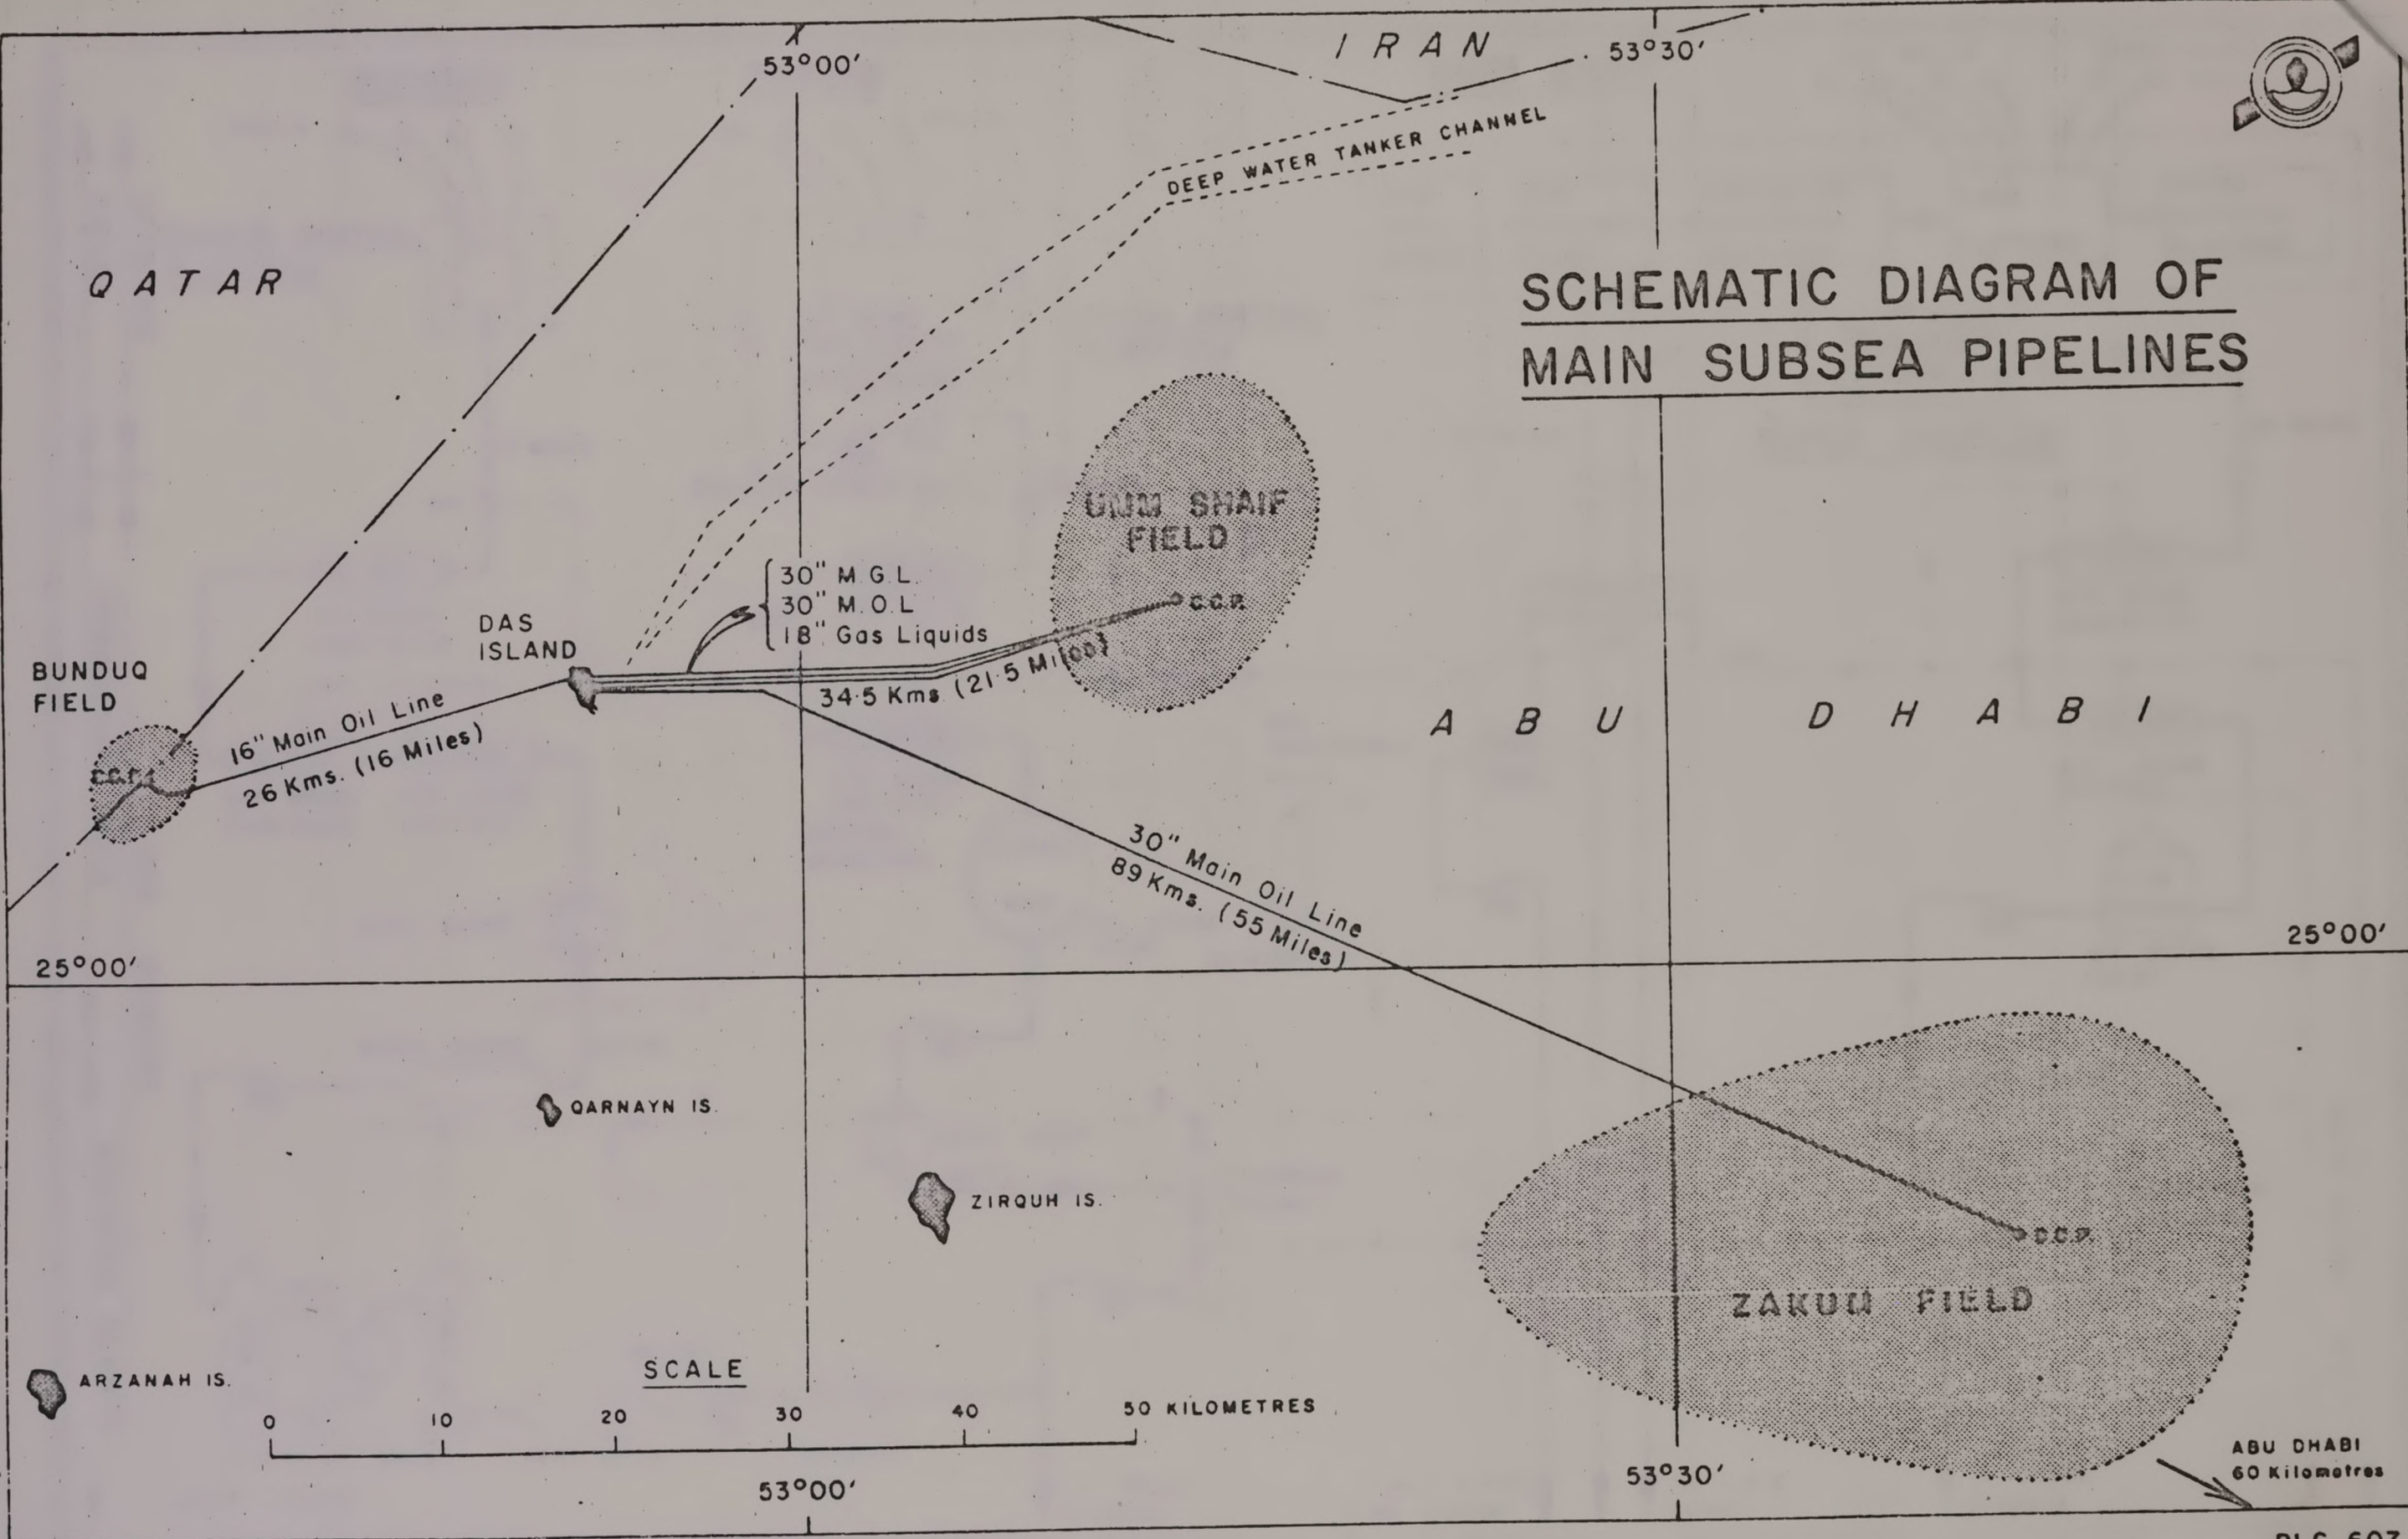 IRAN
53°00'
53°30'
DEEP WATER TANKER CHANNEL
QATAR
SCHEMATIC DIAGRAM OF
MAIN SUBSEA PIPELINES
UMM SHAIF
FIELD
C.C.P.
30" M.G.L.
30" M.O.L
18" Gas Liquids
34·5 Kms (21·5 Miles)
DAS
ISLAND
BUNDUQ
FIELD
16" Main Oil Line
26 Kms. (16 Miles)
ABU DHABI
30" Main Oil Line
89 Kms. (55 Miles)
25°00'
25°00'
QARNAYN IS.
ZIRQUH IS.
C.C.P.
ZAKUM FIELD
ARZANAH IS.
SCALE
0 10 20 30 40 50 KILOMETRES
53°00'
53°30'
ABU DHABI
60 Kilometres